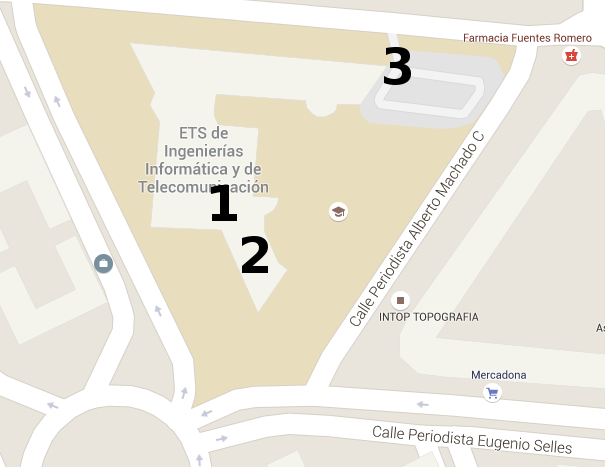 Farmacia Fuentes Romero
3
ETS de
Ingenierías
Informática y de
Telecomunicación
1
2
Calle Periodista Alberto Machado C
INTOP TOPOGRAFIA
As
Mercadona
Calle Periodista Eugenio Selles